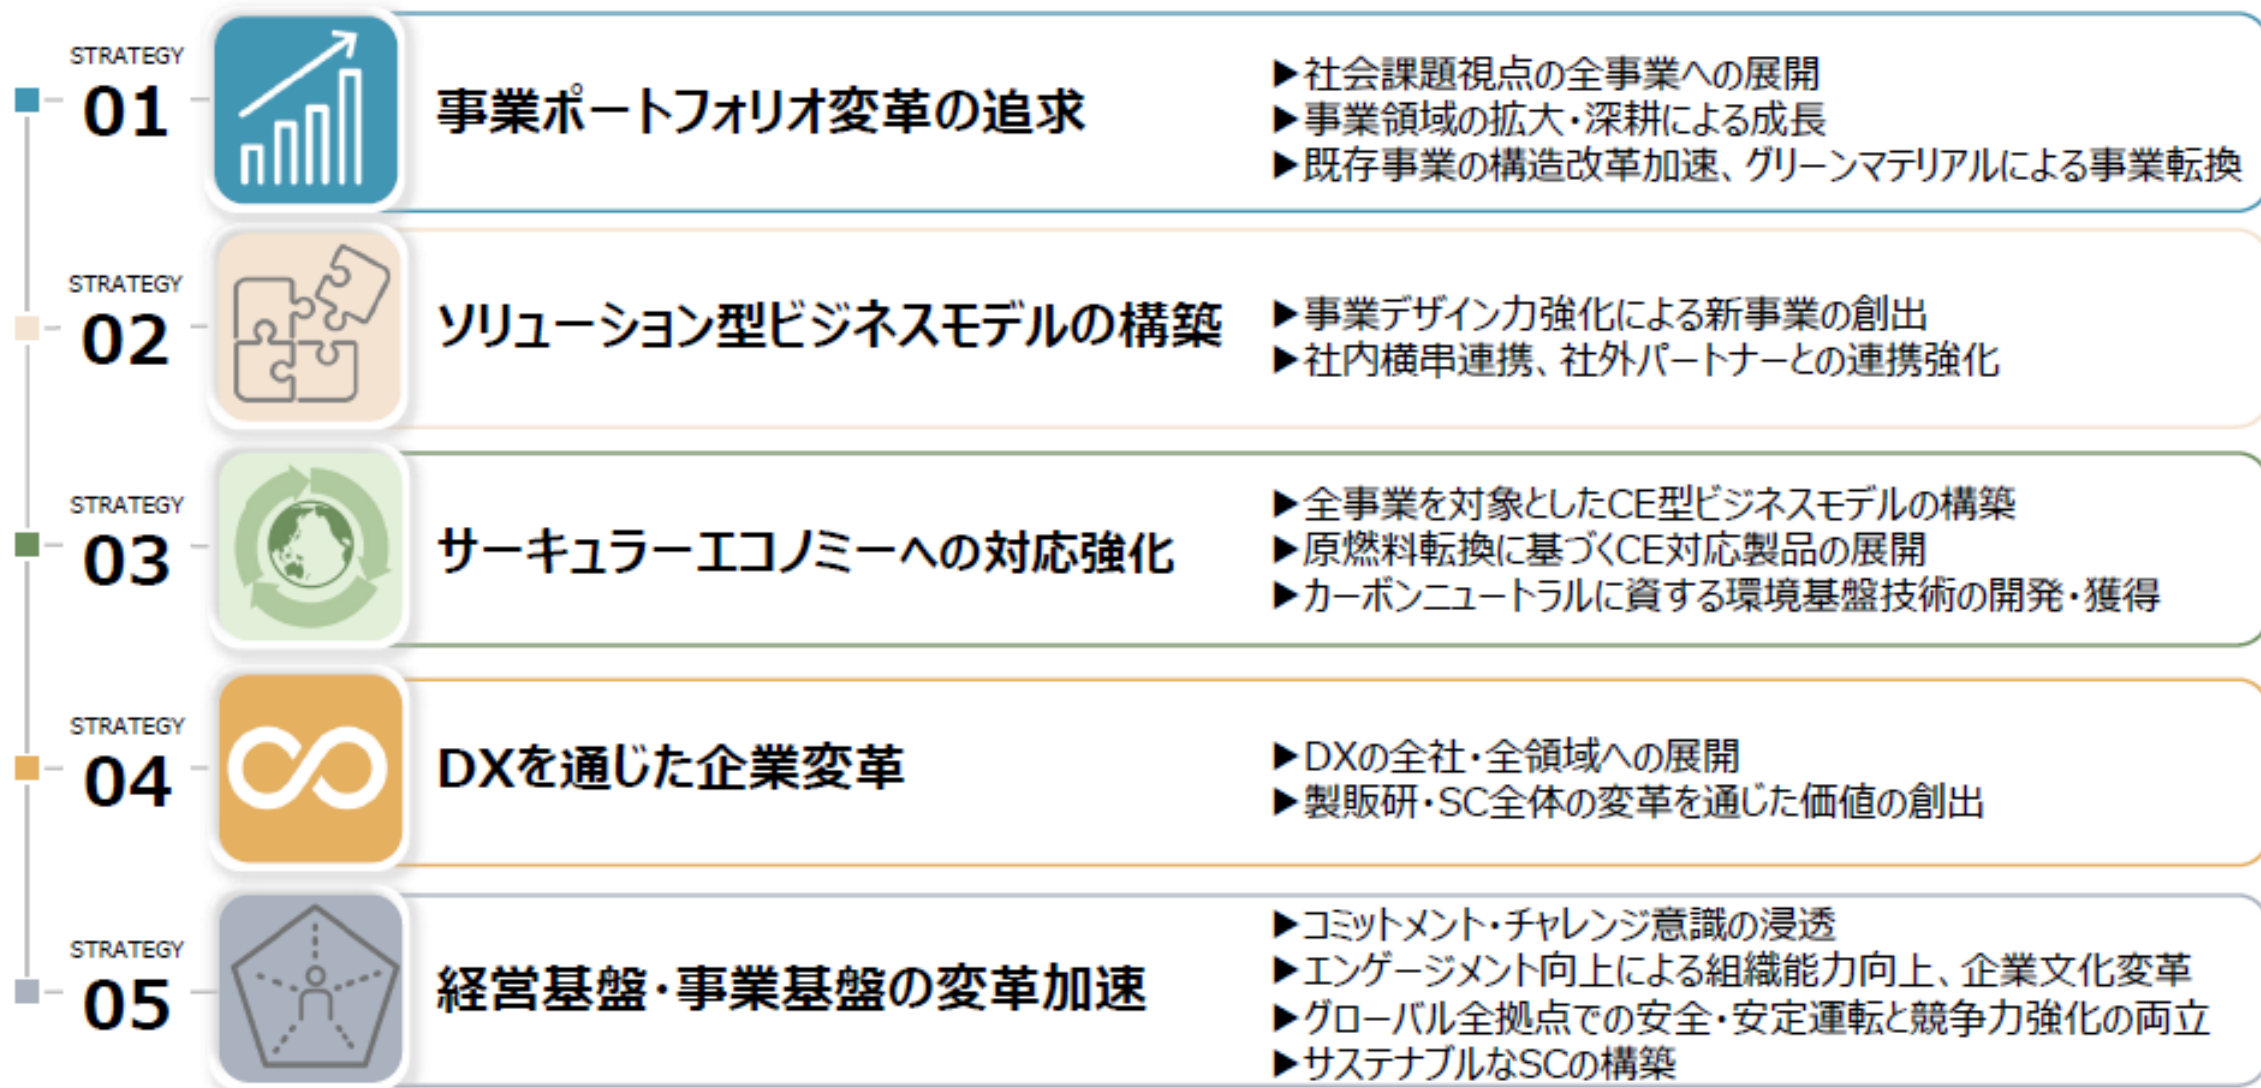 STRATEGY
01
事業ポートフォリオ変革の追求
▶社会課題視点の全事業への展開
▶事業領域の拡大・深耕による成長
▶既存事業の構造改革加速、グリーンマテリアルによる事業転換
STRATEGY
02
ソリューション型ビジネスモデルの構築
▶事業デザイン力強化による新事業の創出
▶社内横串連携、社外パートナーとの連携強化
STRATEGY
03
サーキュラーエコノミーへの対応強化
▶全事業を対象としたCE型ビジネスモデルの構築
▶原燃料転換に基づくCE対応製品の展開
▶カーボンニュートラルに資する環境基盤技術の開発・獲得
STRATEGY
04
DXを通じた企業変革
▶DXの全社・全領域への展開
▶製販研・SC全体の変革を通じた価値の創出
STRATEGY
05
経営基盤・事業基盤の変革加速
▶コミットメント・チャレンジ意識の浸透
▶エンゲージメント向上による組織能力向上、企業文化変革
▶グローバル全拠点での安全・安定運転と競争力強化の両立
▶サステナブルなSCの構築